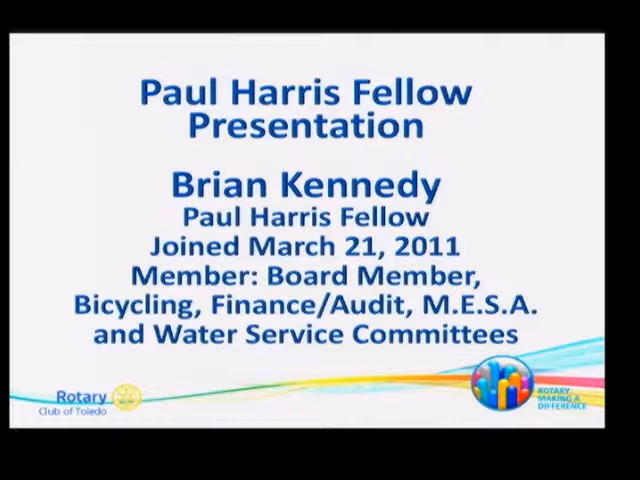 Paul Harris Fellow
Presentation
Brian Kennedy
Paul Harris Fellow
Joined March 21, 2011
Member: Board Member,
Bicycling, Finance/Audit, M.E.S.A.
and Water Service Committees
Rotary
Club of Toledo
ROTARY:
MAKING A
DIFFERENCE